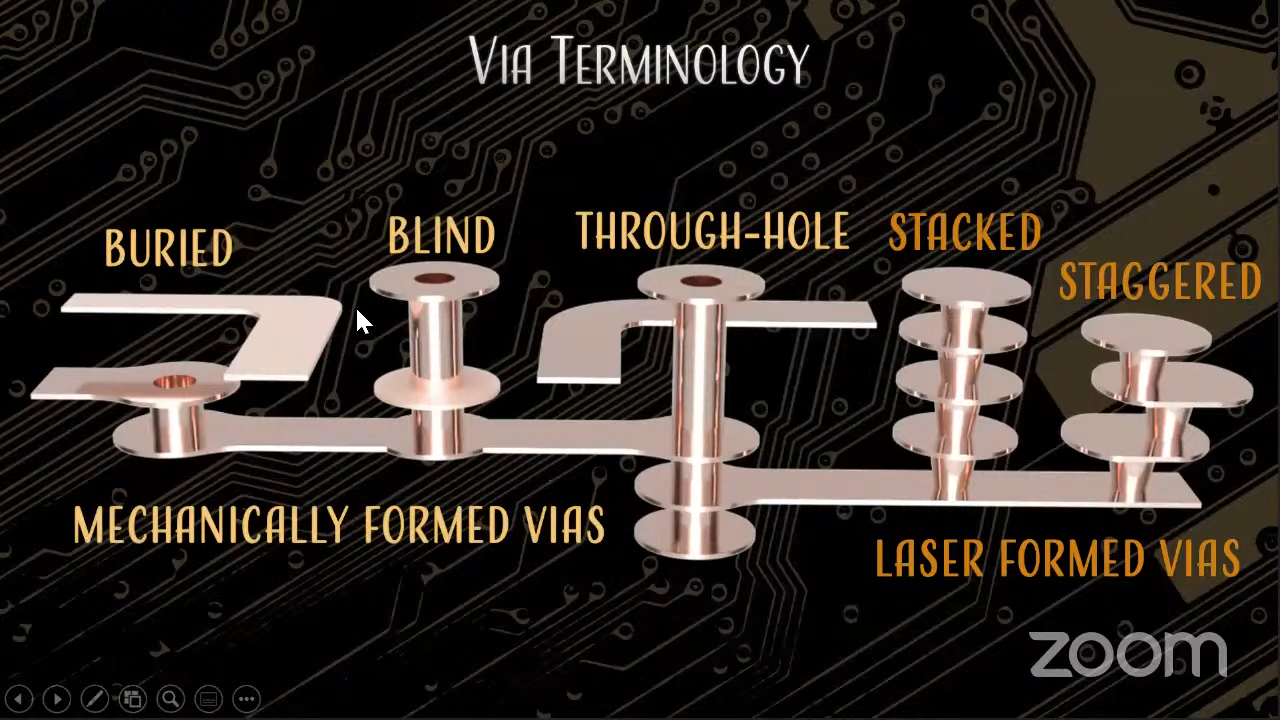 VIA TERMINOLOGY
BURIED
BLIND
THROUGH-HOLE
STACKED
STAGGERED
MECHANICALLY FORMED VIAS
LASER FORMED VIAS
zoom